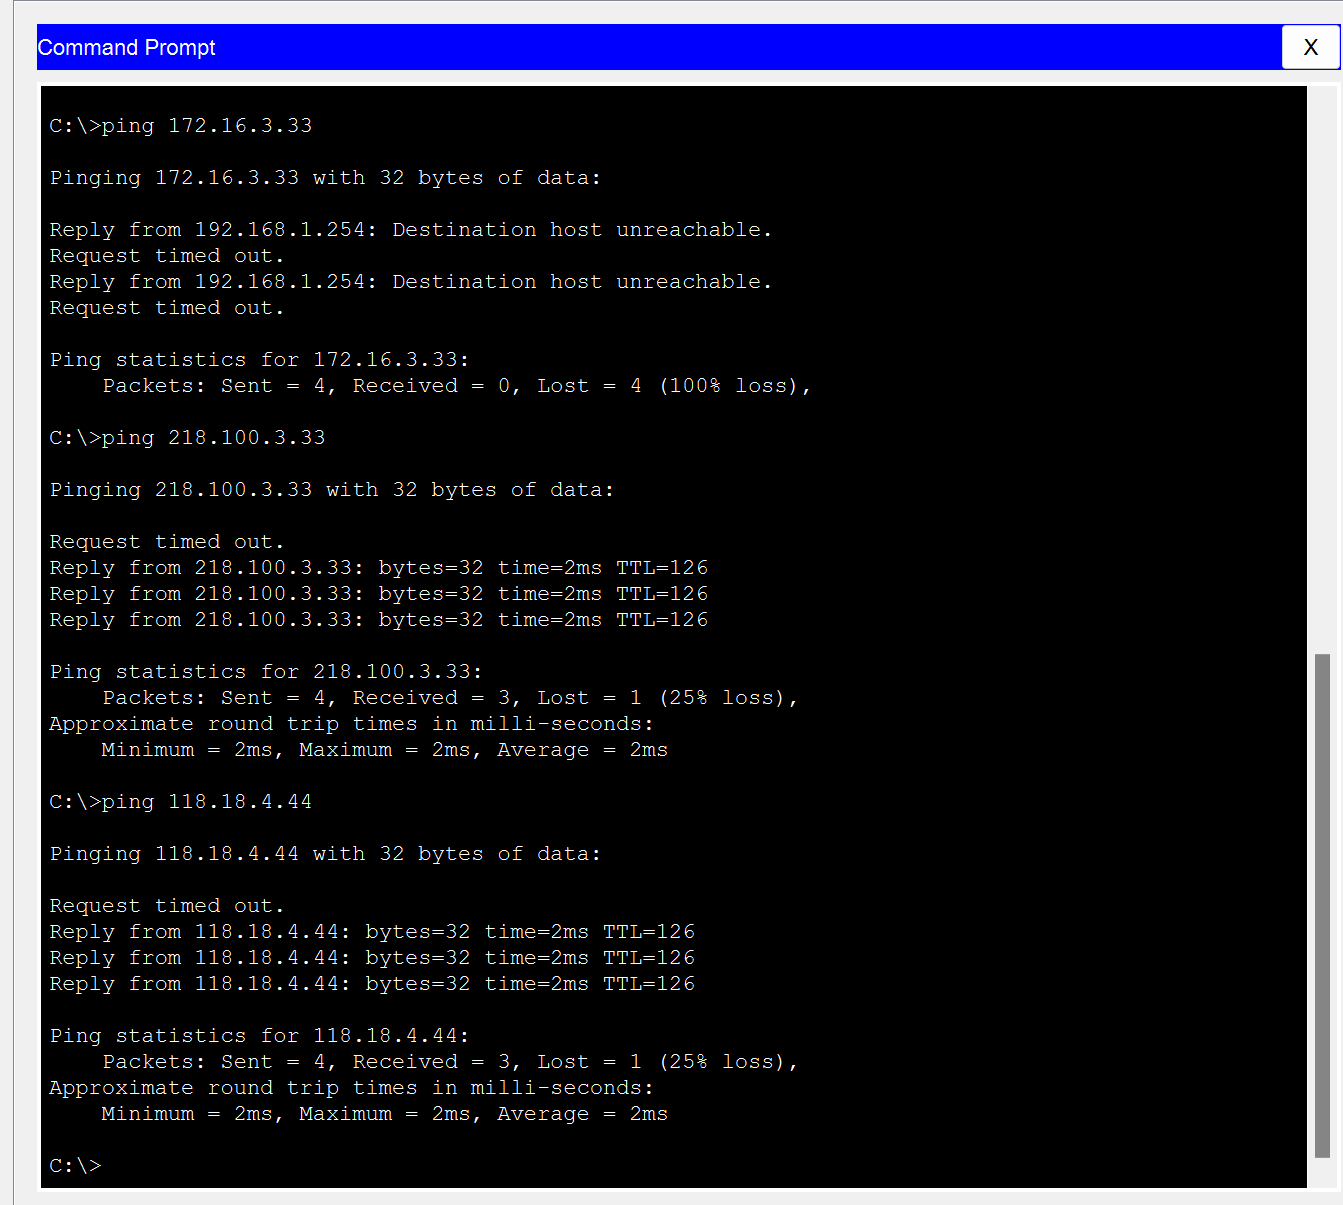 Command Prompt
X
C:\>ping 172.16.3.33
Pinging 172.16.3.33 with 32 bytes of data:
Reply from 192.168.1.254: Destination host unreachable.
Request timed out.
Reply from 192.168.1.254: Destination host unreachable.
Request timed out.
Ping statistics for 172.16.3.33:
    Packets: Sent = 4, Received = 0, Lost = 4 (100% loss),
C:\>ping 218.100.3.33
Pinging 218.100.3.33 with 32 bytes of data:
Request timed out.
Reply from 218.100.3.33: bytes=32 time=2ms TTL=126
Reply from 218.100.3.33: bytes=32 time=2ms TTL=126
Reply from 218.100.3.33: bytes=32 time=2ms TTL=126
Ping statistics for 218.100.3.33:
    Packets: Sent = 4, Received = 3, Lost = 1 (25% loss),
Approximate round trip times in milli-seconds:
    Minimum = 2ms, Maximum = 2ms, Average = 2ms
C:\>ping 118.18.4.44
Pinging 118.18.4.44 with 32 bytes of data:
Request timed out.
Reply from 118.18.4.44: bytes=32 time=2ms TTL=126
Reply from 118.18.4.44: bytes=32 time=2ms TTL=126
Reply from 118.18.4.44: bytes=32 time=2ms TTL=126
Ping statistics for 118.18.4.44:
    Packets: Sent = 4, Received = 3, Lost = 1 (25% loss),
Approximate round trip times in milli-seconds:
    Minimum = 2ms, Maximum = 2ms, Average = 2ms
C:\>